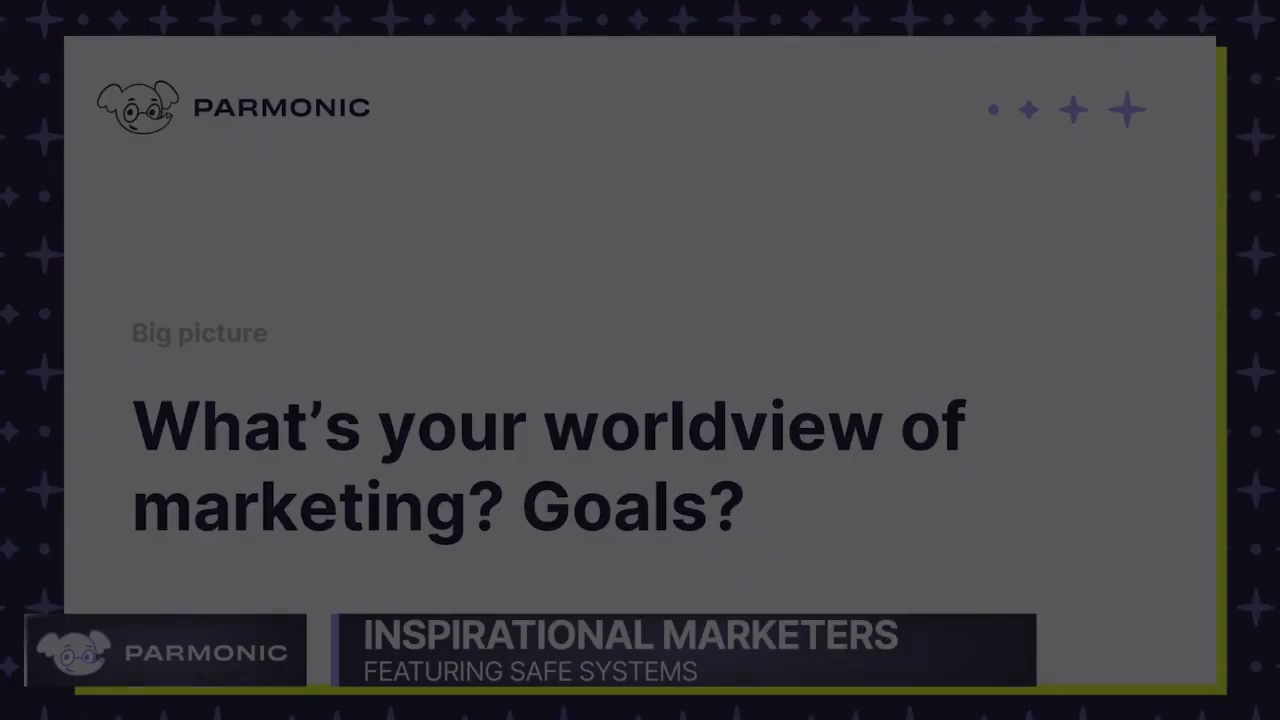 PARMONIC
Big picture
What’s your worldview of
marketing? Goals?
PARMONIC
INSPIRATIONAL MARKETERS
FEATURING SAFE SYSTEMS